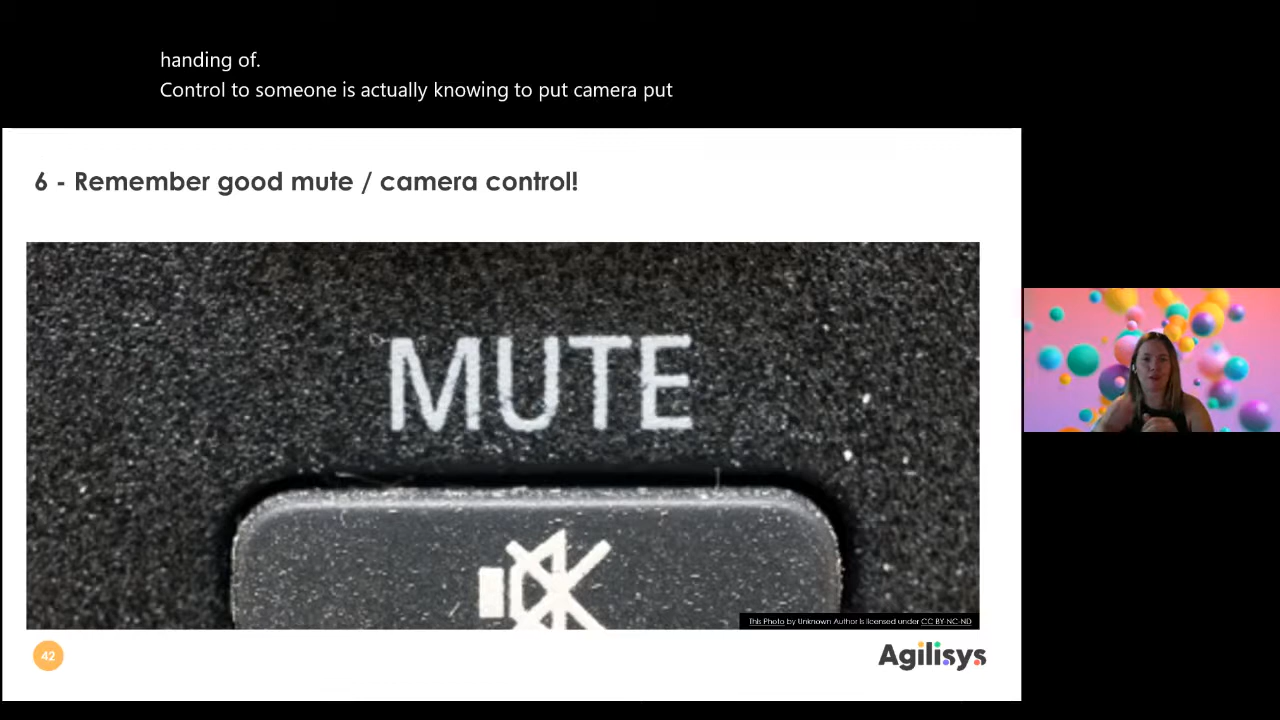 handing of.
Control to someone is actually knowing to put camera put
6 - Remember good mute / camera control!
MUTE
This Photo by Unknown Author is licensed under CC BY-NC-ND
42
Agilisys